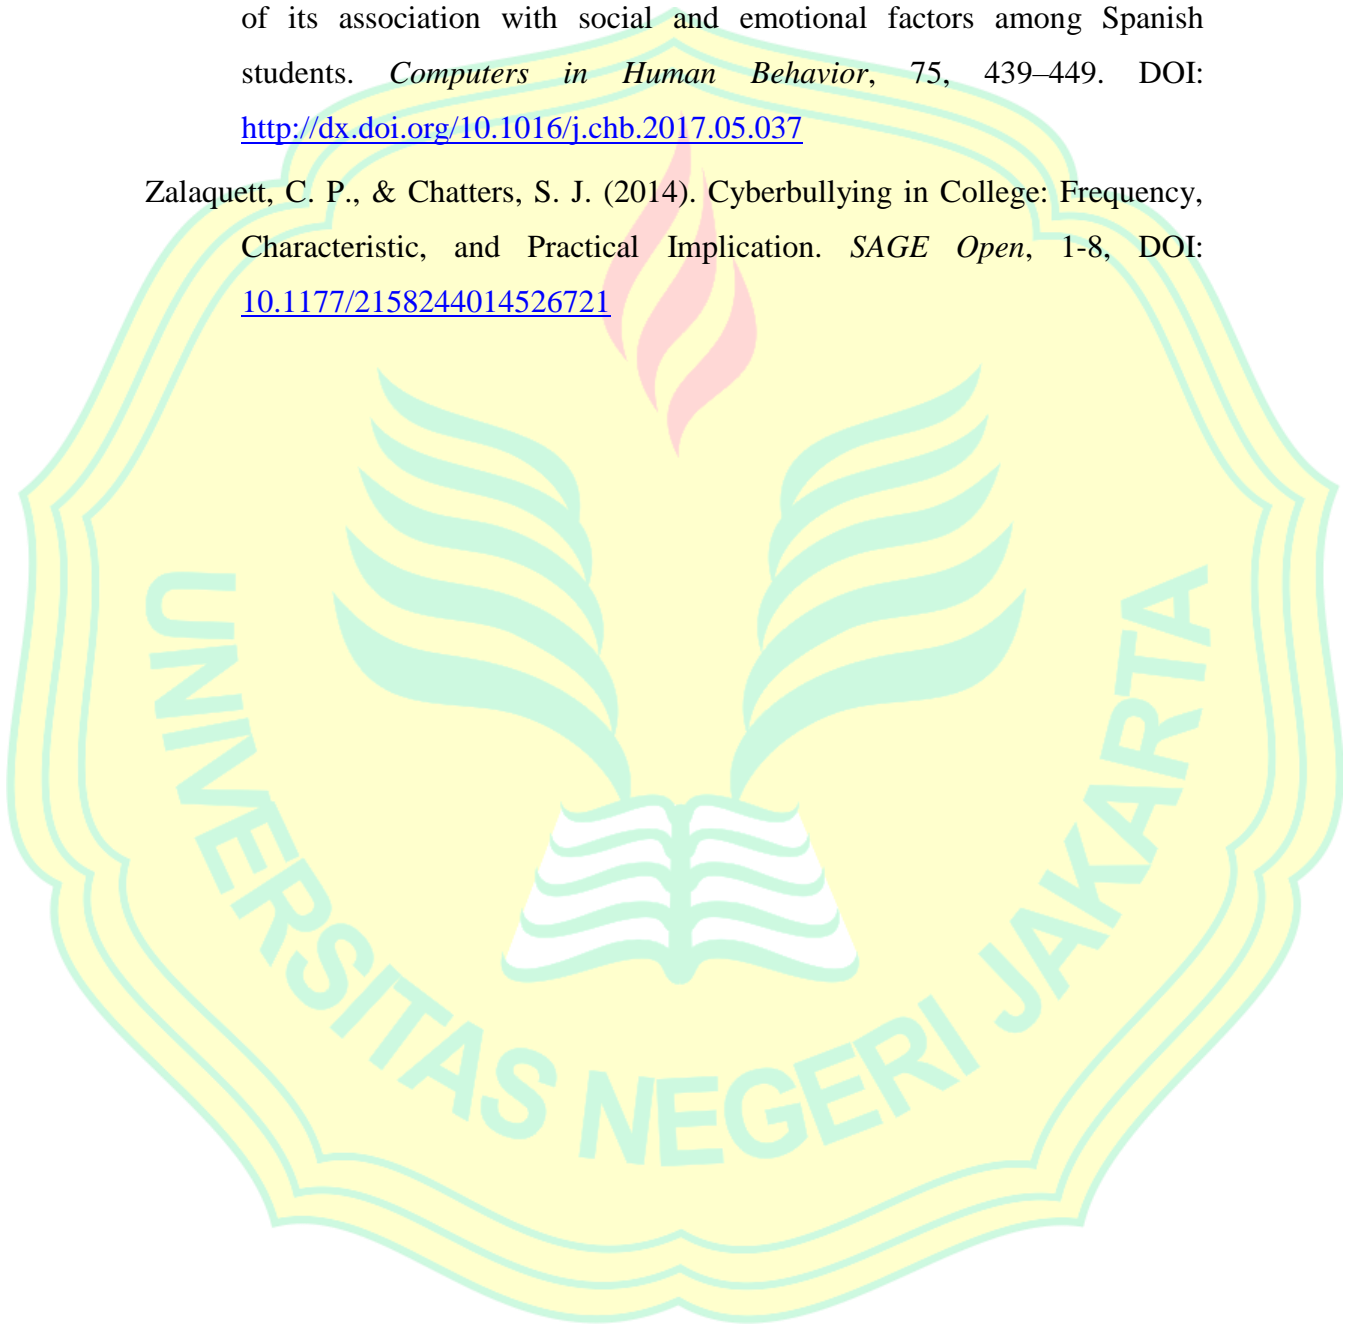 of its association with social and emotional factors among Spanish
students. Computers in Human Behavior, 75, 439–449. DOI:
http://dx.doi.org/10.1016/j.chb.2017.05.037
Zalaquett, C. P., & Chatters, S. J. (2014). Cyberbullying in College: Frequency,
Characteristic, and Practical Implication. SAGE Open, 1-8, DOI:
10.1177/2158244014526721
UNIVERSITAS NEGERI JAKARTA